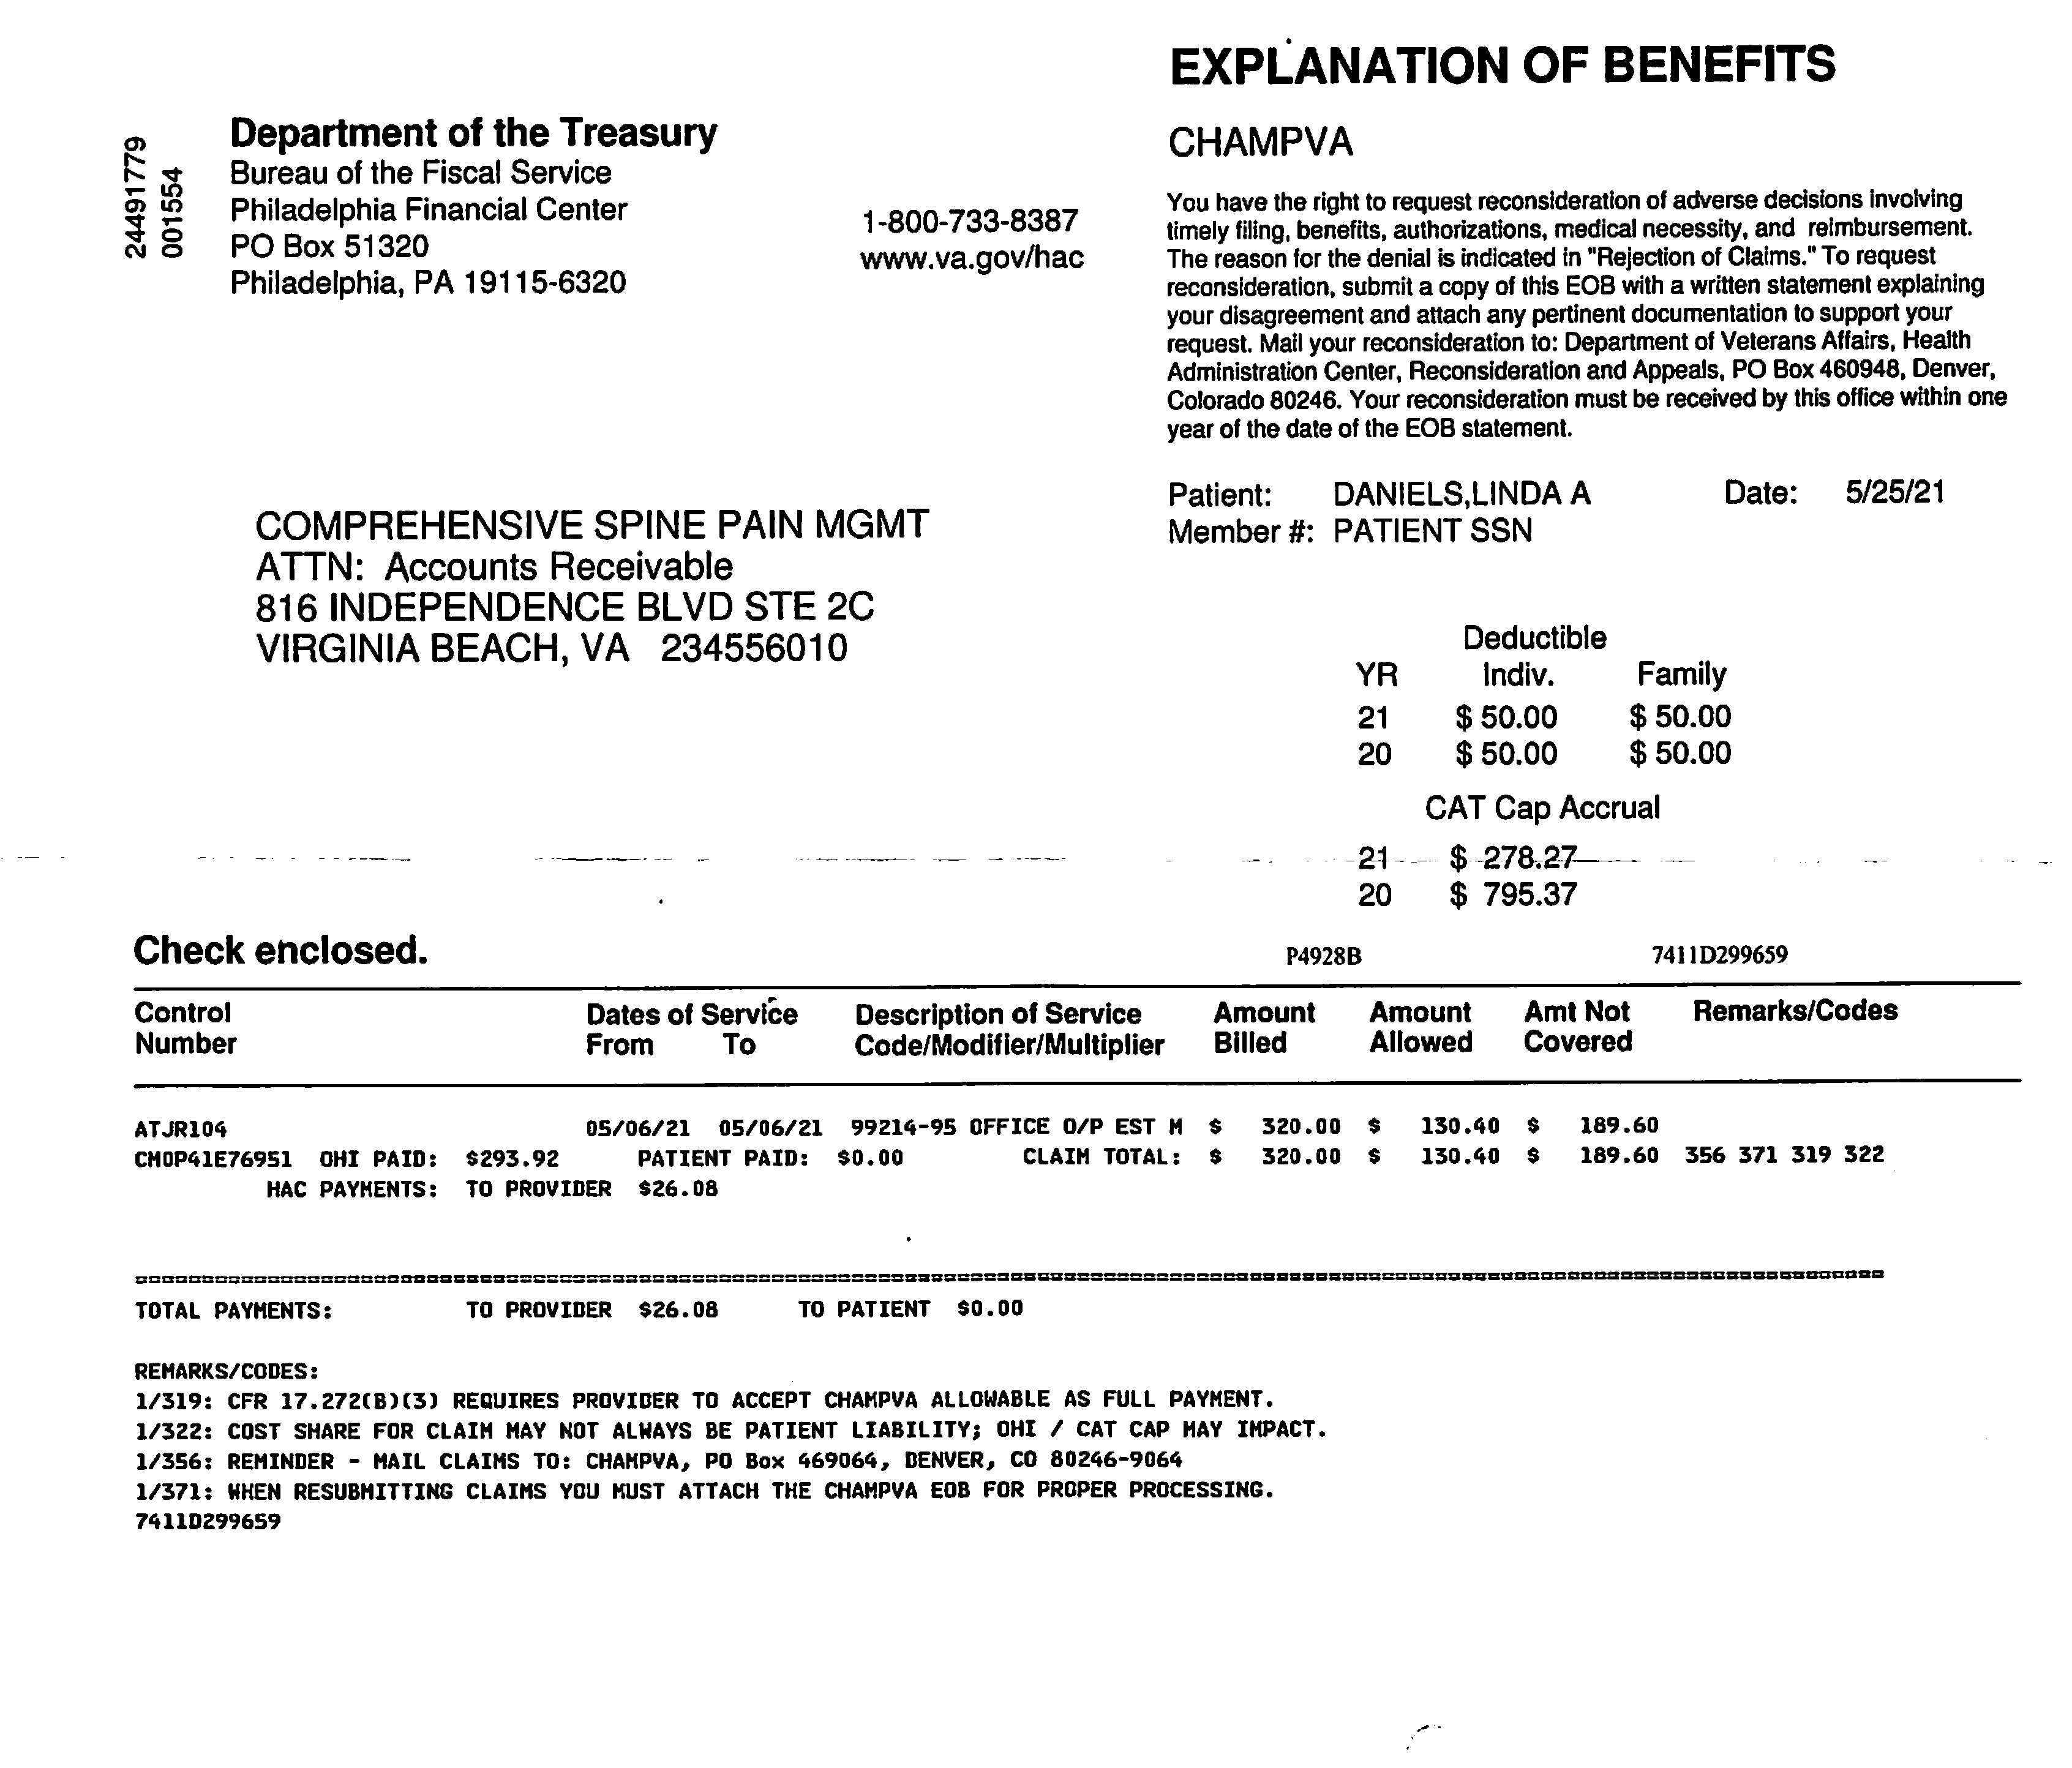 EXPLANATION OF BENEFITS
24491779
001554
Department of the Treasury
Bureau of the Fiscal Service
Philadelphia Financial Center
PO Box 51320
Philadelphia, PA 19115-6320
1-800-733-8387
www.va.gov/hac
CHAMPVA
You have the right to request reconsideration of adverse decisions involving
timely filing, benefits, authorizations, medical necessity, and reimbursement.
The reason for the denial is indicated in "Rejection of Claims." To request
reconsideration, submit a copy of this EOB with a written statement explaining
your disagreement and attach any pertinent documentation to support your
request. Mail your reconsideration to: Department of Veterans Affairs, Health
Administration Center, Reconsideration and Appeals, PO Box 460948, Denver,
Colorado 80246. Your reconsideration must be received by this office within one
year of the date of the EOB statement.
Patient: DANIELS,LINDA A Date: 5/25/21
Member #: PATIENT SSN
COMPREHENSIVE SPINE PAIN MGMT
ATTN: Accounts Receivable
816 INDEPENDENCE BLVD STE 2C
VIRGINIA BEACH, VA 234556010
Deductible
YR Indiv. Family
21 $ 50.00 $ 50.00
20 $ 50.00 $ 50.00
CAT Cap Accrual
21 $ 278.27
20 $ 795.37
Check enclosed. P4928B 7411D299659
Control Dates of Service Description of Service Amount Amount Amt Not Remarks/Codes
Number From To Code/Modifier/Multiplier Billed Allowed Covered
ATJR104 05/06/21 05/06/21 99214-95 OFFICE O/P EST M $ 320.00 $ 130.40 $ 189.60
CMOP41E76951 OHI PAID: $293.92 PATIENT PAID: $0.00 CLAIM TOTAL: $ 320.00 $ 130.40 $ 189.60 356 371 319 322
HAC PAYMENTS: TO PROVIDER $26.08
TOTAL PAYMENTS: TO PROVIDER $26.08 TO PATIENT $0.00
REMARKS/CODES:
1/319: CFR 17.272(B)(3) REQUIRES PROVIDER TO ACCEPT CHAMPVA ALLOWABLE AS FULL PAYMENT.
1/322: COST SHARE FOR CLAIM MAY NOT ALWAYS BE PATIENT LIABILITY; OHI / CAT CAP MAY IMPACT.
1/356: REMINDER - MAIL CLAIMS TO: CHAMPVA, PO Box 469064, DENVER, CO 80246-9064
1/371: WHEN RESUBMITTING CLAIMS YOU MUST ATTACH THE CHAMPVA EOB FOR PROPER PROCESSING.
7411D299659